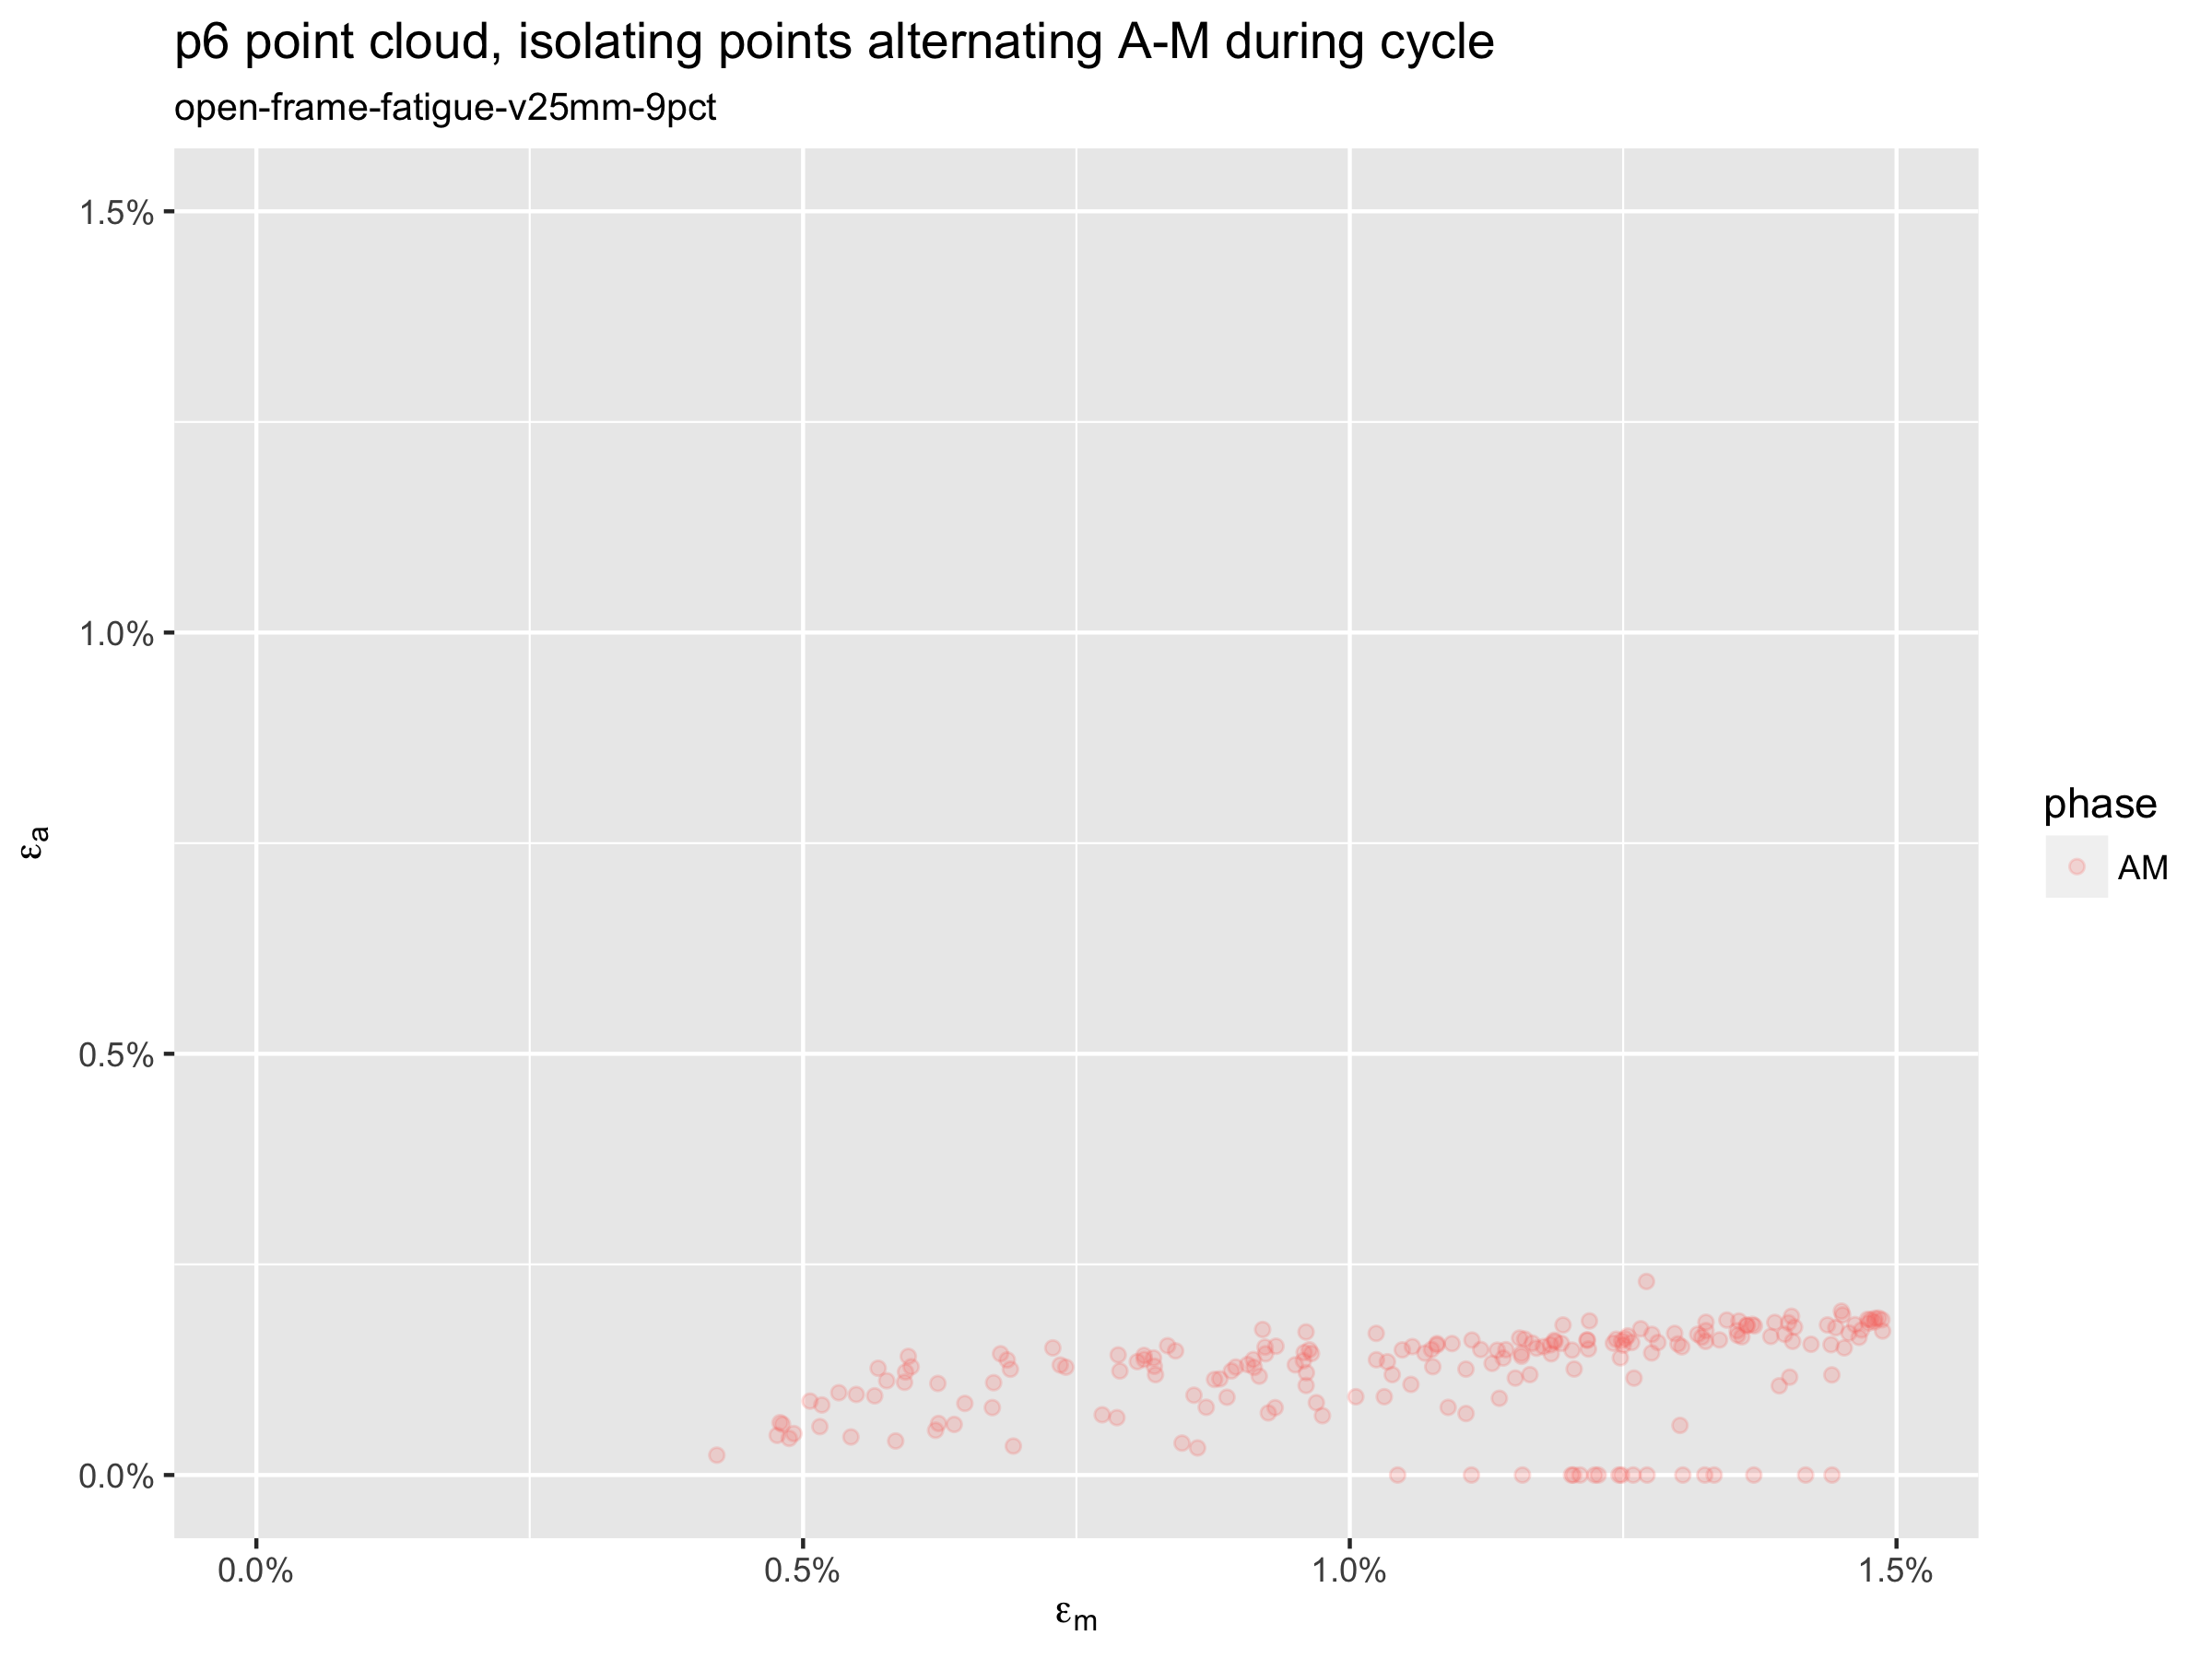 p6 point cloud, isolating points alternating A-M during cycle
open-frame-fatigue-v25mm-9pct
1.5%
1.0%
0.5%
0.0%
εa
0.0% 0.5% 1.0% 1.5%
εm
phase
AM